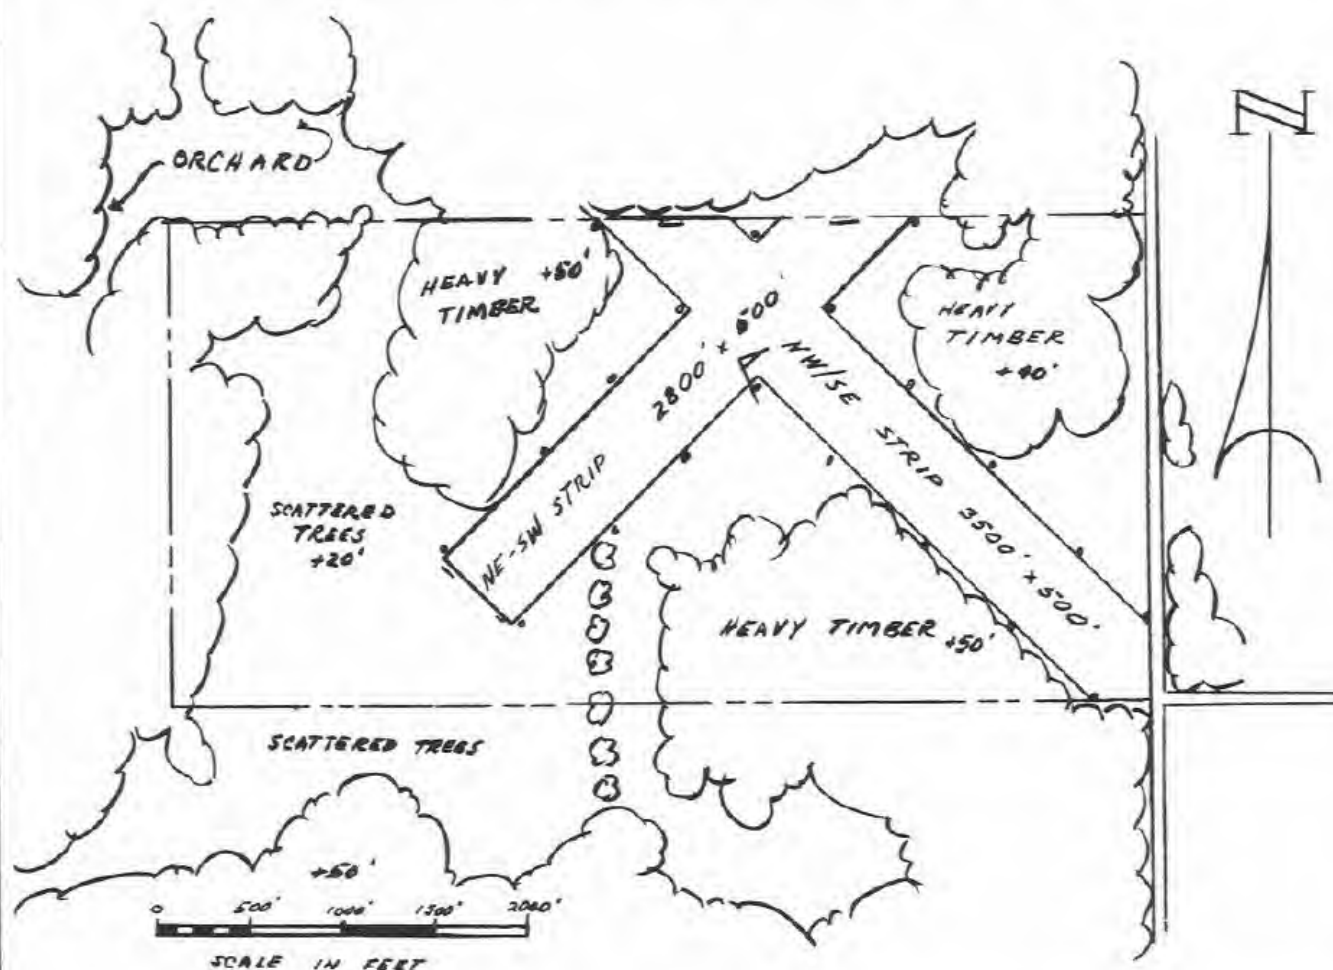 N
ORCHARD
HEAVY +50'
TIMBER
HEAVY
TIMBER
+40'
NE-SW STRIP 2800' x
NW/SE STRIP 3500' x 500'
SCATTERED
TREES
+20'
HEAVY TIMBER +50'
SCATTERED TREES
+50'
0 500' 1000' 1500' 2000'
SCALE IN FEET